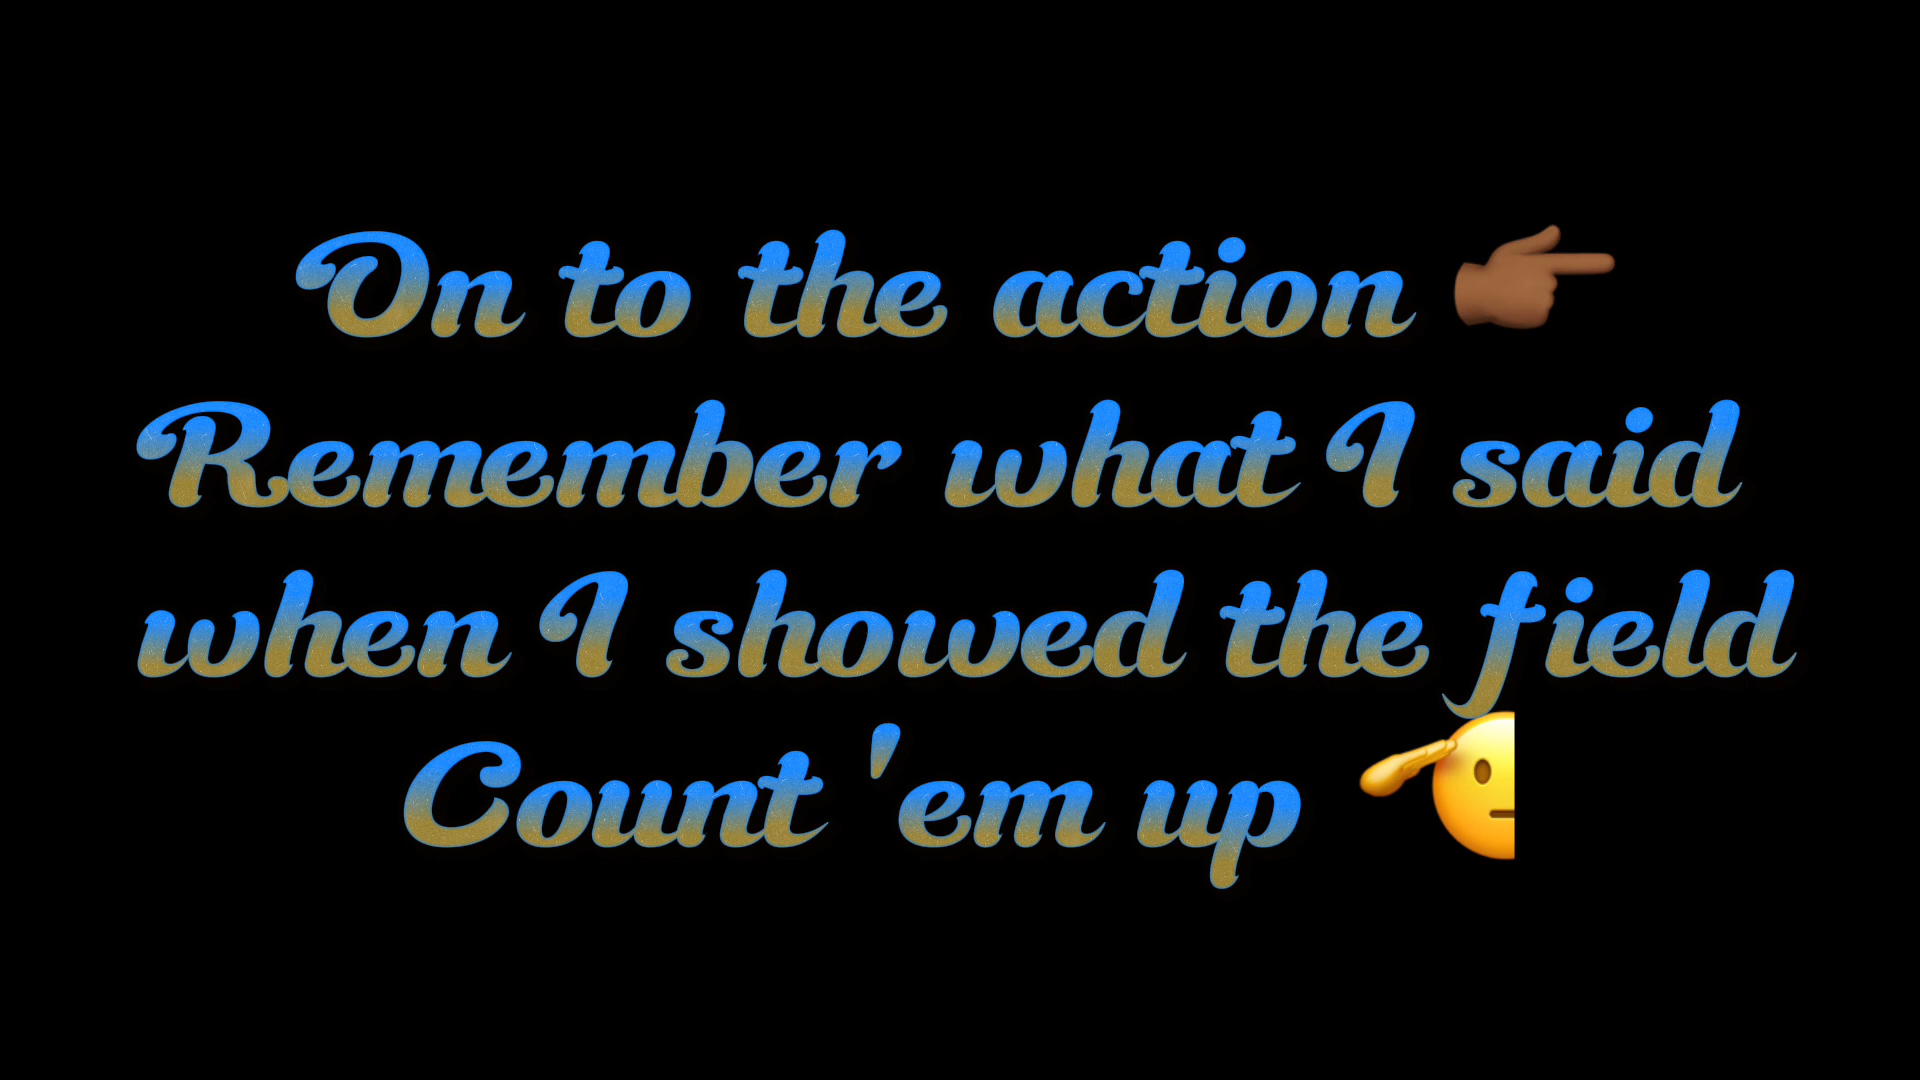 On to the action 👉🏾
Remember what I said
when I showed the field
Count 'em up 🫡